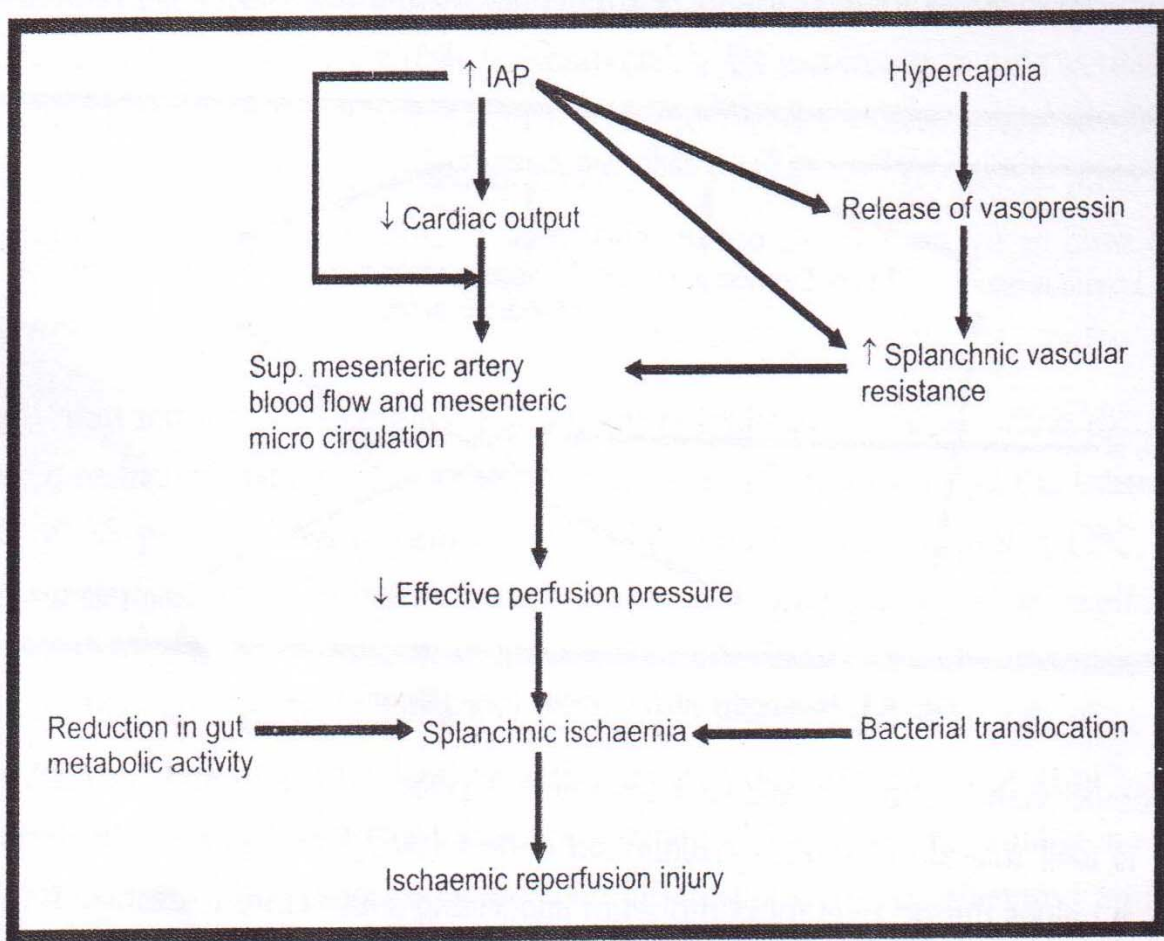 ↑ IAP
Hypercapnia
↓ Cardiac output
Release of vasopressin
Sup. mesenteric artery
blood flow and mesenteric
micro circulation
↑ Splanchnic vascular
resistance
↓ Effective perfusion pressure
Reduction in gut
metabolic activity
Splanchnic ischaemia
Bacterial translocation
Ischaemic reperfusion injury